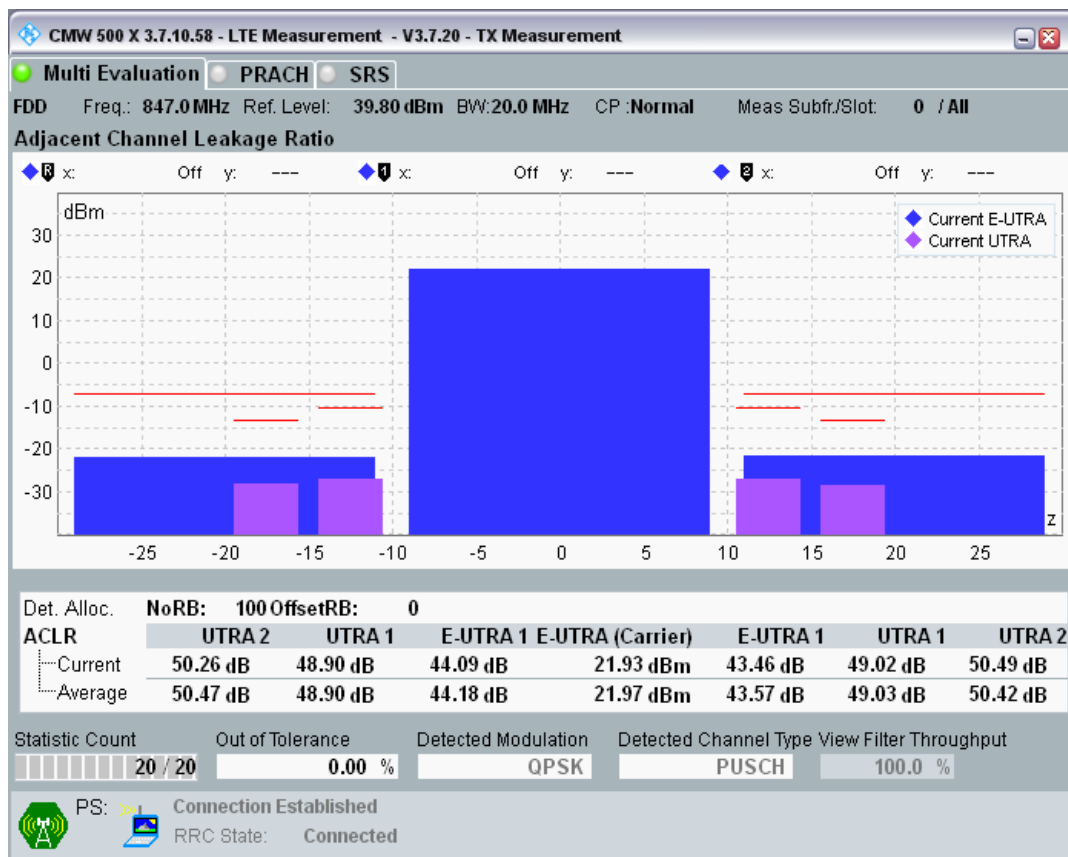 CMW 500 X 3.7.10.58 - LTE Measurement - V3.7.20 - TX Measurement
Multi Evaluation PRACH SRS
FDD Freq.: 847.0 MHz Ref. Level: 39.80 dBm BW:20.0 MHz CP :Normal Meas Subfr./Slot: 0 / All
Adjacent Channel Leakage Ratio
R x: Off y: --- 1 x: Off y: --- 2 x: Off y: ---
dBm
Current E-UTRA
Current UTRA
30
20
10
0
-10
-20
-30
z
-25 -20 -15 -10 -5 0 5 10 15 20 25
Det. Alloc. NoRB: 100 OffsetRB: 0
ACLR UTRA 2 UTRA 1 E-UTRA 1 E-UTRA (Carrier) E-UTRA 1 UTRA 1 UTRA 2
Current 50.26 dB 48.90 dB 44.09 dB 21.93 dBm 43.46 dB 49.02 dB 50.49 dB
Average 50.47 dB 48.90 dB 44.18 dB 21.97 dBm 43.57 dB 49.03 dB 50.42 dB
Statistic Count Out of Tolerance Detected Modulation Detected Channel Type View Filter Throughput
20 / 20 0.00 % QPSK PUSCH 100.0 %
PS: Connection Established
RRC State: Connected